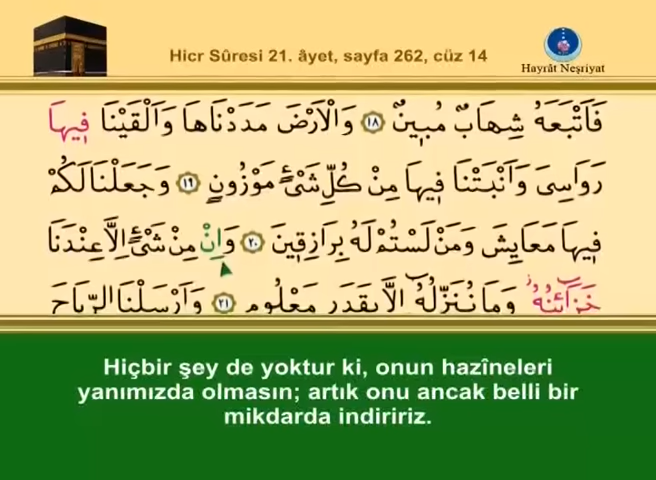 Hicr Sûresi 21. âyet, sayfa 262, cüz 14
Hayrât Neşriyat
فَاَتْبَعَهُ شِهَابٌ مُبٖينٌ ﴿١٨﴾ وَالْاَرْضَ مَدَدْنَاهَا وَاَلْقَيْنَا فٖيهَا
رَوَاسِىَ وَاَنْبَتْنَا فٖيهَا مِنْ كُلِّ شَىْءٍ مَوْزُونٍ ﴿١٩﴾ وَجَعَلْنَا لَكُمْ
فٖيهَا مَعَايِشَ وَمَنْ لَسْتُمْ لَهُ بِرَازِقٖينَ ﴿٢٠﴾ وَاِنْ مِنْ شَىْءٍ اِلَّا عِنْدَنَا
خَزَٓائِنُهُ وَمَا نُنَزِّلُهُٓ اِلَّا بِقَدَرٍ مَعْلُومٍ ﴿٢١﴾ وَاَرْسَلْنَا الرِّيَاحَ
Hiçbir şey de yoktur ki, onun hazîneleri
yanımızda olmasın; artık onu ancak belli bir
mikdarda indiririz.